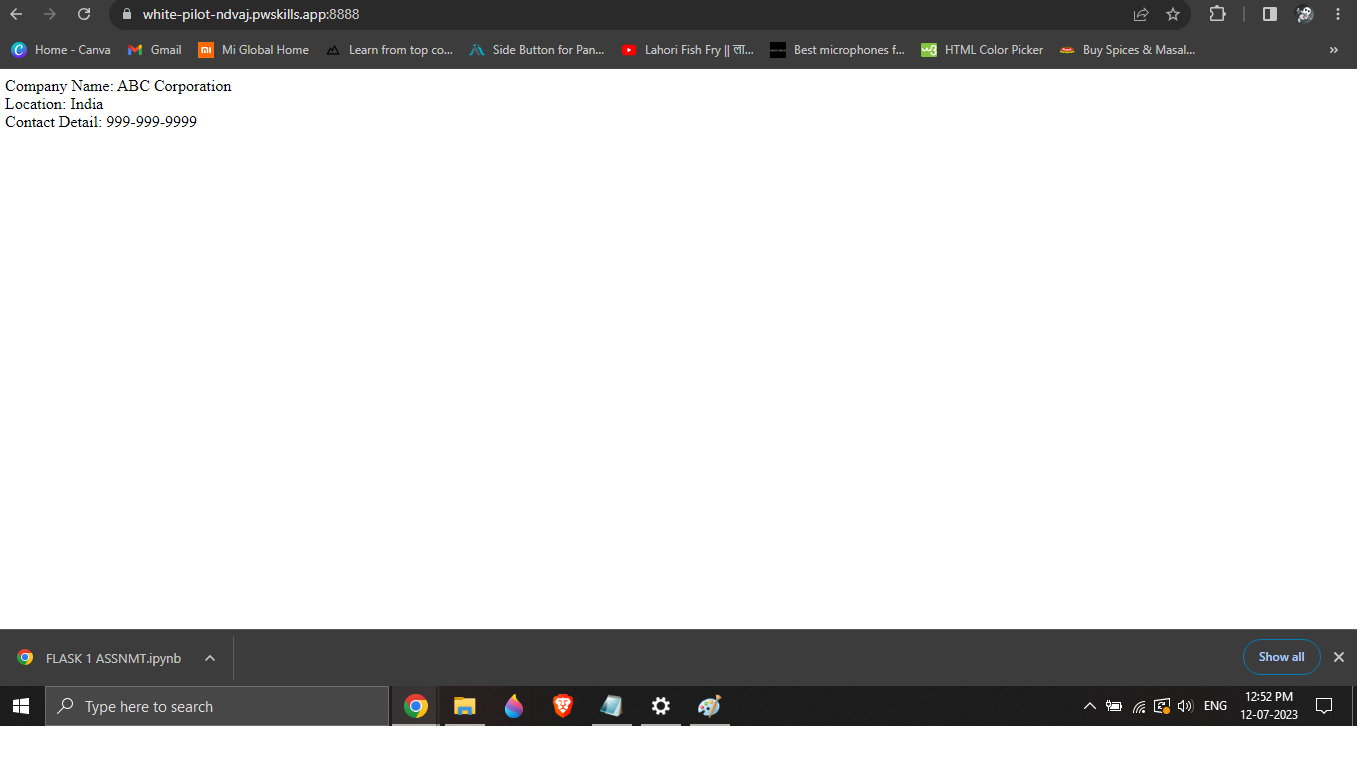 white-pilot-ndvaj.pwskills.app:8888
Home - Canva Gmail Mi Global Home Learn from top co... Side Button for Pan... Lahori Fish Fry || ला... Best microphones f... HTML Color Picker Buy Spices & Masal... »
Company Name: ABC Corporation
Location: India
Contact Detail: 999-999-9999
FLASK 1 ASSNMT.ipynb Show all
Type here to search ENG 12:52 PM
12-07-2023